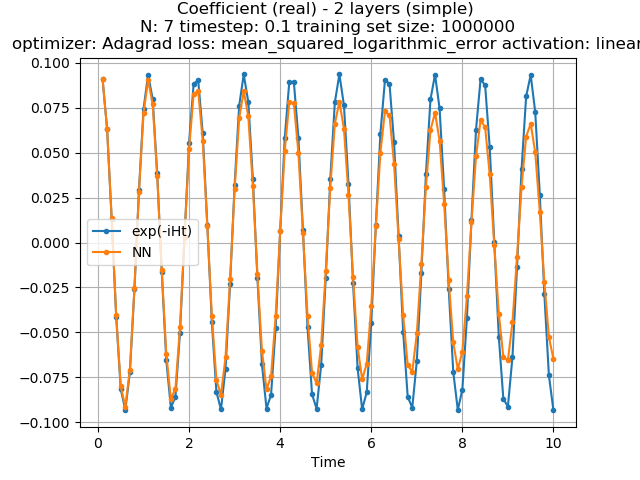 Coefficient (real) - 2 layers (simple)
N: 7 timestep: 0.1 training set size: 1000000
optimizer: Adagrad loss: mean_squared_logarithmic_error activation: linear
0.100
0.075
0.050
0.025
0.000
−0.025
−0.050
−0.075
−0.100
exp(-iHt)
NN
0 2 4 6 8 10
Time